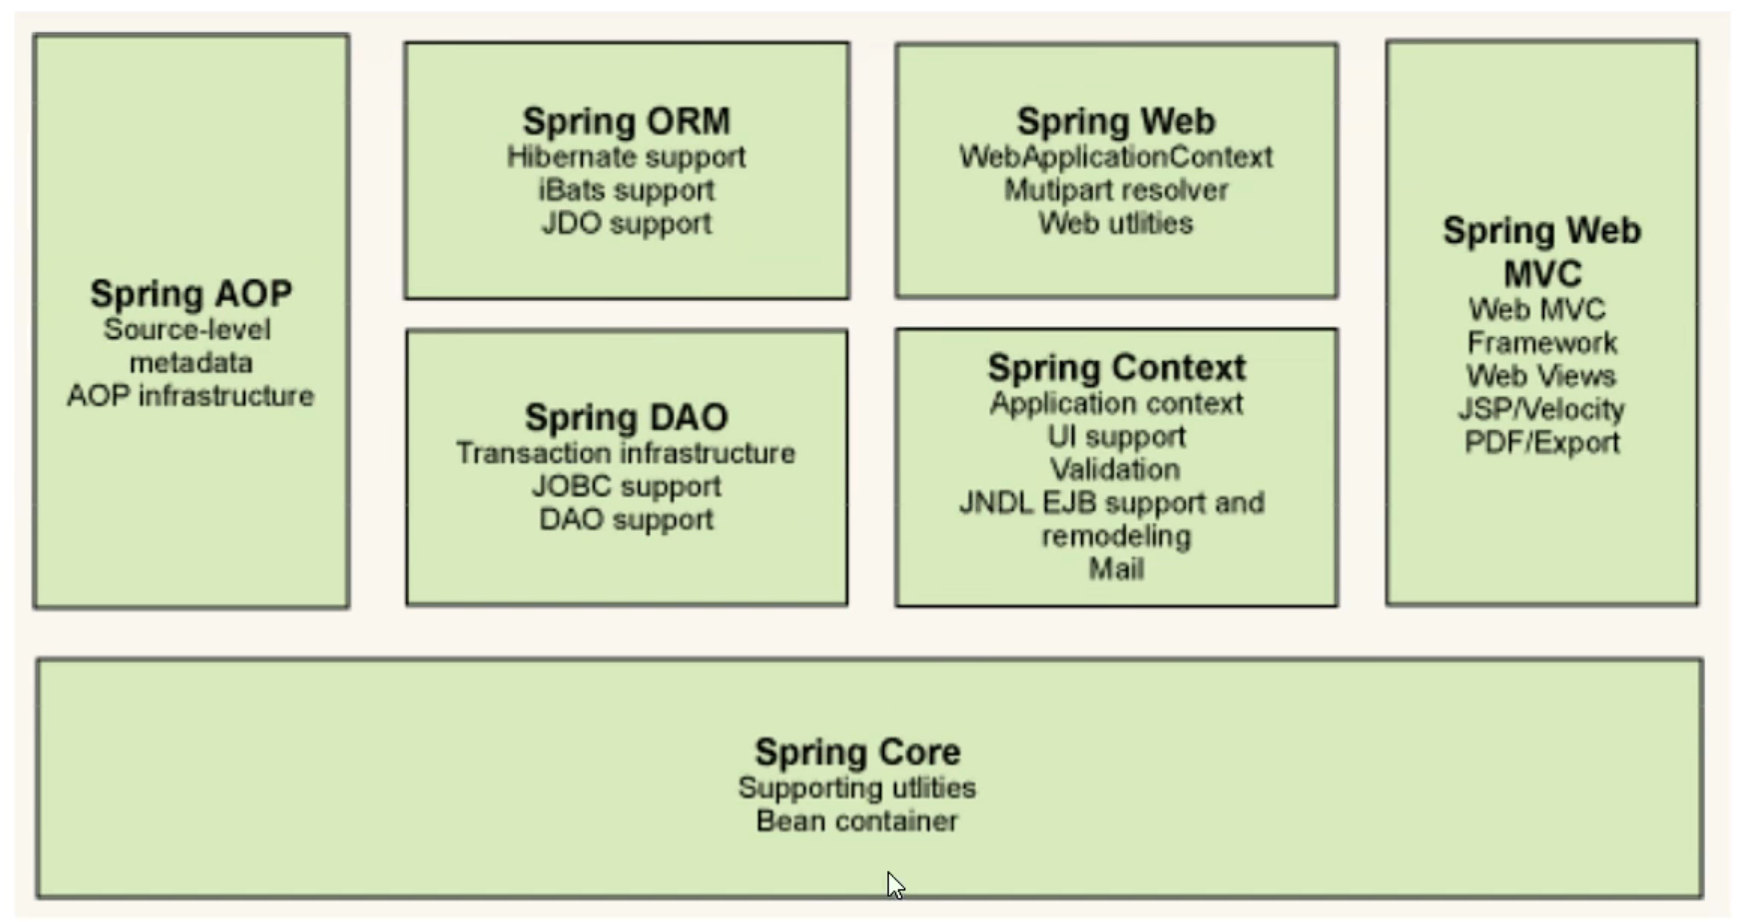 Spring AOP
Source-level
metadata
AOP infrastructure
Spring ORM
Hibernate support
iBats support
JDO support
Spring DAO
Transaction infrastructure
JOBC support
DAO support
Spring Web
WebApplicationContext
Mutipart resolver
Web utlities
Spring Context
Application context
UI support
Validation
JNDL EJB support and
remodeling
Mail
Spring Web
MVC
Web MVC
Framework
Web Views
JSP/Velocity
PDF/Export
Spring Core
Supporting utlities
Bean container